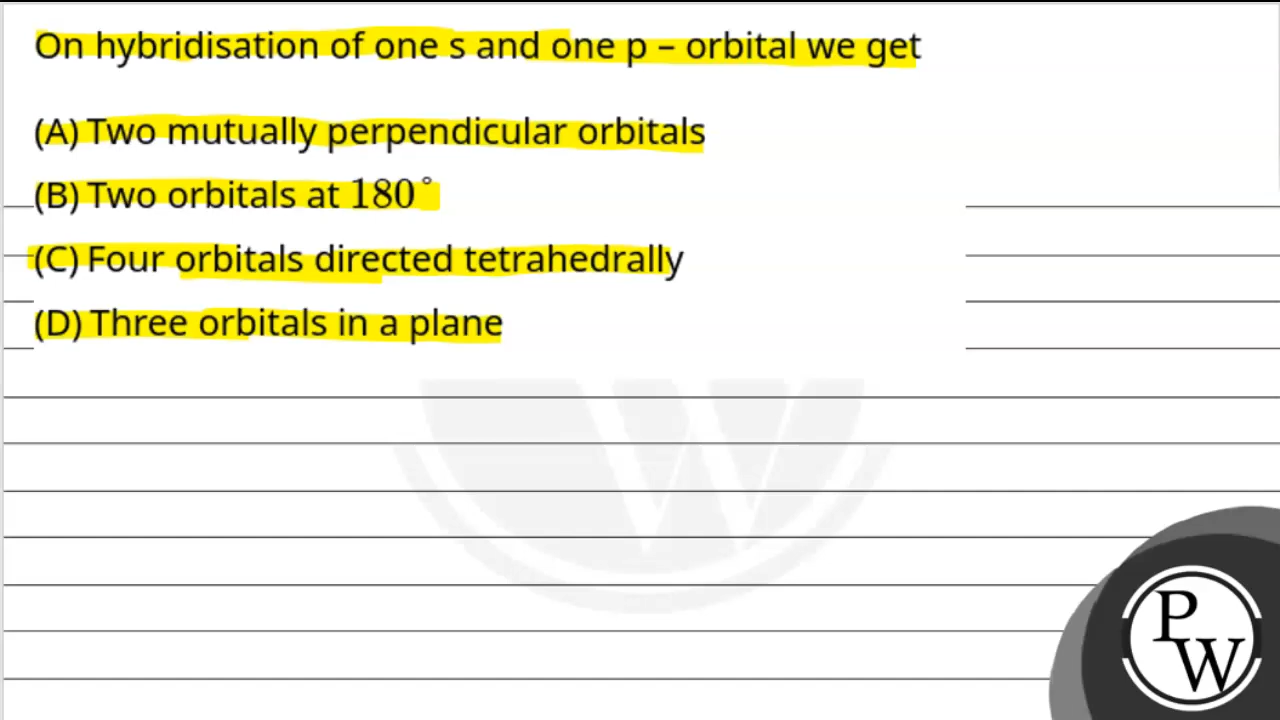 On hybridisation of one s and one p – orbital we get
(A) Two mutually perpendicular orbitals
(B) Two orbitals at 180°
(C) Four orbitals directed tetrahedrally
(D) Three orbitals in a plane
P
W